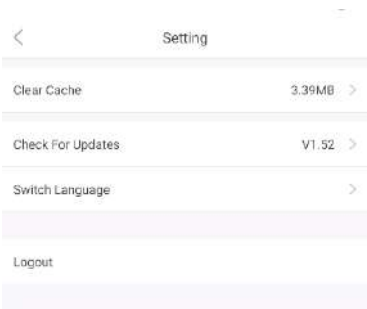 Setting
Clear Cache 3.39MB
Check For Updates V1.52
Switch Language
Logout